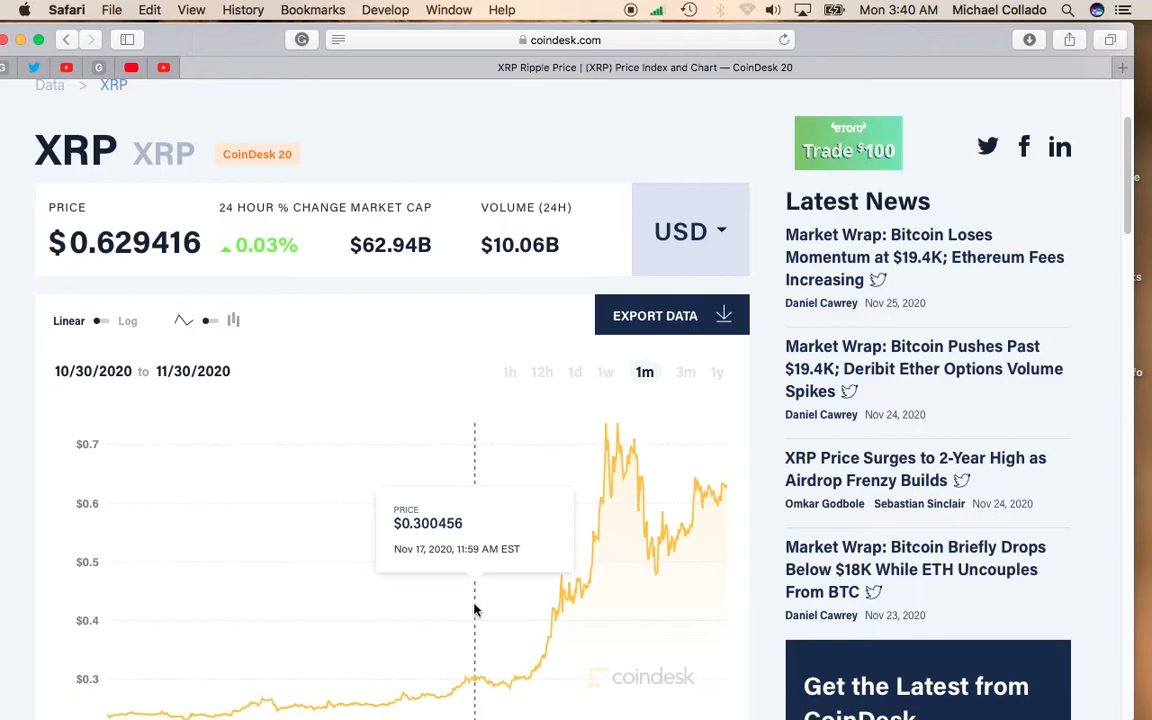 Safari File Edit View History Bookmarks Develop Window Help Mon 3:40 AM Michael Collado
coindesk.com
XRP Ripple Price | (XRP) Price Index and Chart — CoinDesk 20
Data > XRP
XRP XRP CoinDesk 20
PRICE 24 HOUR % CHANGE MARKET CAP VOLUME (24H)
$0.629416 0.03% $62.94B $10.06B
USD
Linear Log
EXPORT DATA
10/30/2020 to 11/30/2020
1h 12h 1d 1w 1m 3m 1y
$0.7
$0.6
$0.5
$0.4
$0.3
PRICE
$0.300456
Nov 17, 2020, 11:59 AM EST
coindesk
eToro
Trade $100
Latest News
Market Wrap: Bitcoin Loses
Momentum at $19.4K; Ethereum Fees
Increasing
Daniel Cawrey Nov 25, 2020
Market Wrap: Bitcoin Pushes Past
$19.4K; Deribit Ether Options Volume
Spikes
Daniel Cawrey Nov 24, 2020
XRP Price Surges to 2-Year High as
Airdrop Frenzy Builds
Omkar Godbole Sebastian Sinclair Nov 24, 2020
Market Wrap: Bitcoin Briefly Drops
Below $18K While ETH Uncouples
From BTC
Daniel Cawrey Nov 23, 2020
Get the Latest from
CoinDesk